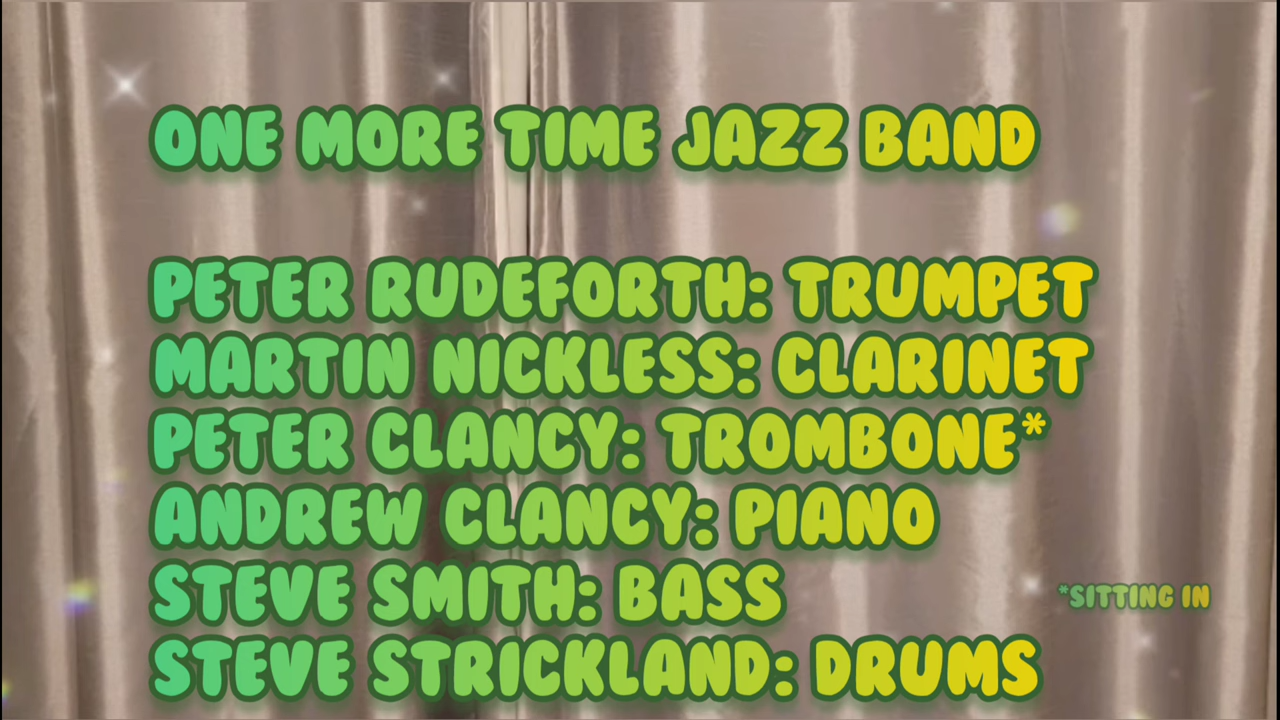 ONE MORE TIME JAZZ BAND
PETER RUDEFORTH: TRUMPET
MARTIN NICKLESS: CLARINET
PETER CLANCY: TROMBONE*
ANDREW CLANCY: PIANO
STEVE SMITH: BASS
*SITTING IN
STEVE STRICKLAND: DRUMS